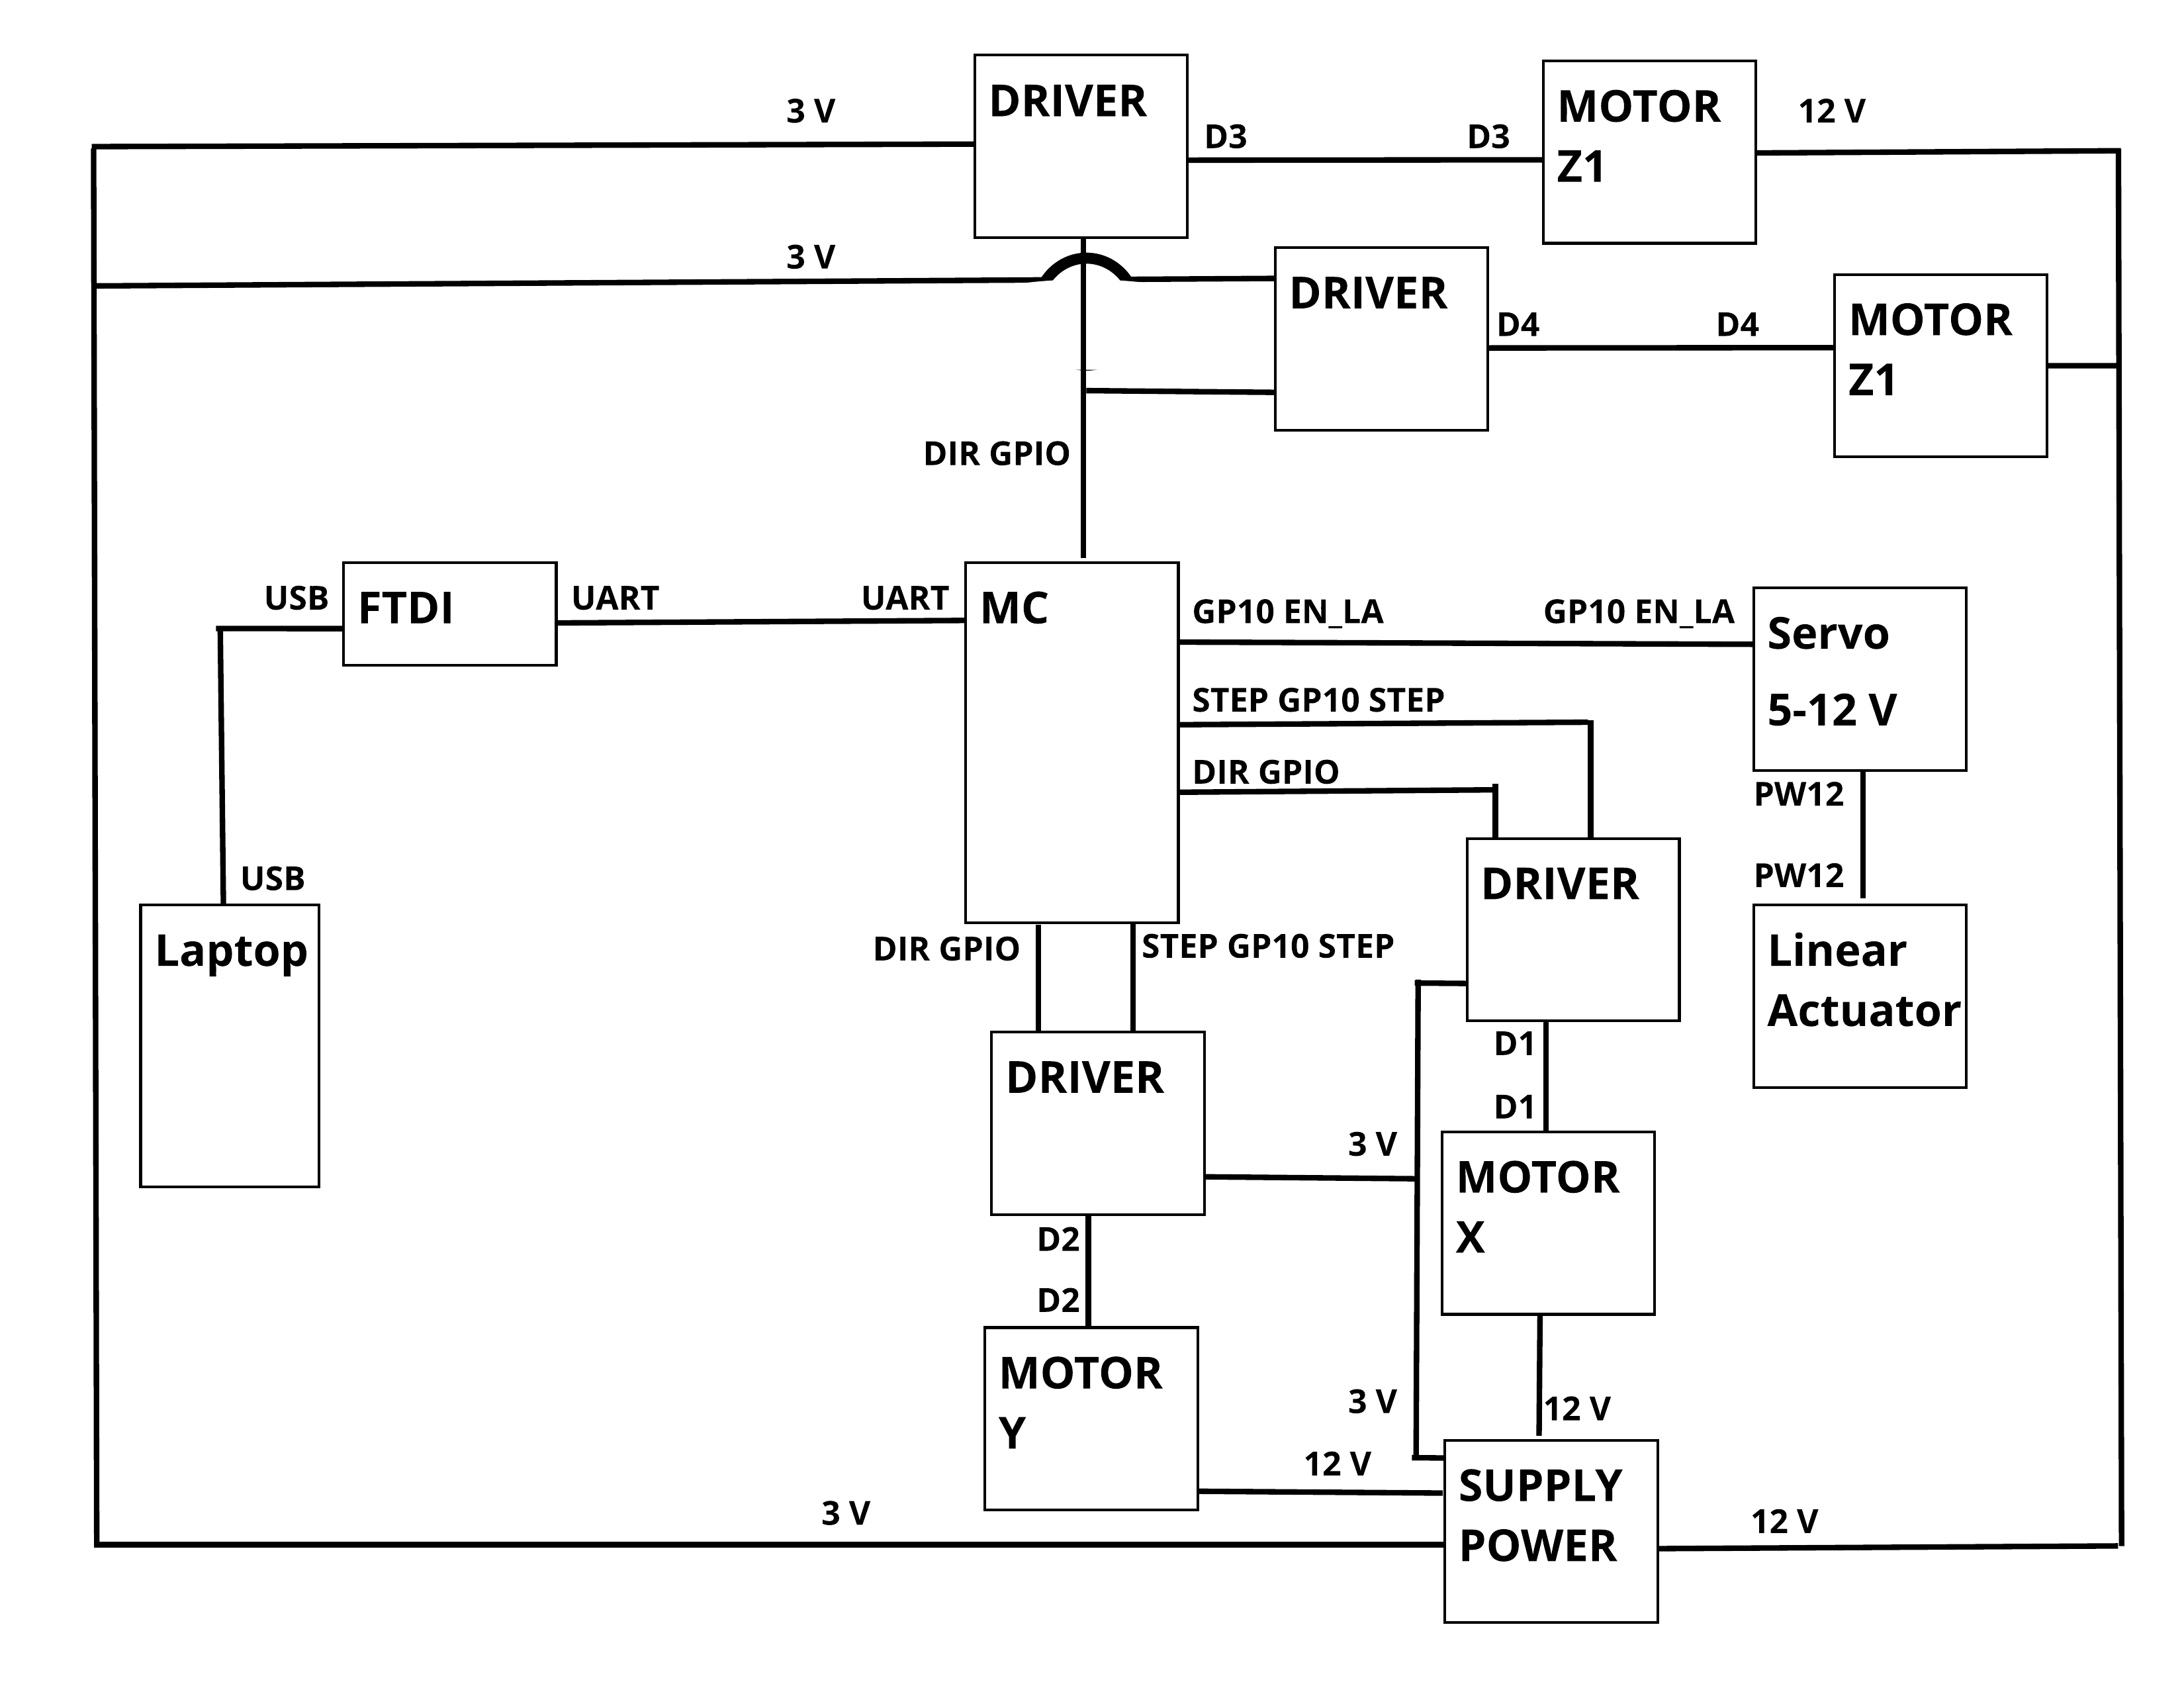 3 V
DRIVER
D3
D3
MOTOR
Z1
12 V
3 V
DRIVER
D4
D4
MOTOR
Z1
DIR GPIO
USB
FTDI
UART
UART
MC
GP10 EN_LA
GP10 EN_LA
Servo
5-12 V
STEP GP10 STEP
DIR GPIO
PW12
PW12
USB
Laptop
DRIVER
Linear
Actuator
DIR GPIO
STEP GP10 STEP
DRIVER
D1
D1
3 V
MOTOR
X
D2
D2
MOTOR
Y
3 V
12 V
12 V
SUPPLY
POWER
3 V
12 V